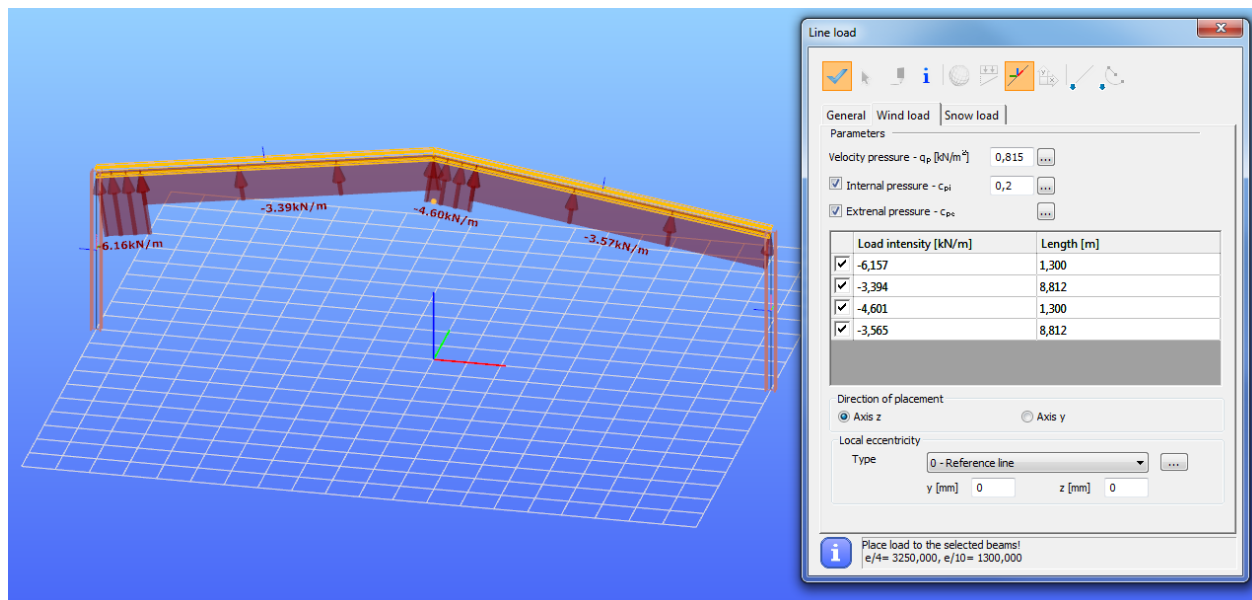 Line load
i
General Wind load Snow load
Parameters
Velocity pressure - qp [kN/m²] 0,815 ...
Internal pressure - cpi 0,2 ...
Extrenal pressure - cpe ...
Load intensity [kN/m] Length [m]
-6,157 1,300
-3,394 8,812
-4,601 1,300
-3,565 8,812
Direction of placement
Axis z Axis y
Local eccentricity
Type 0 - Reference line ...
y [mm] 0 z [mm] 0
i
Place load to the selected beams!
e/4= 3250,000, e/10= 1300,000
-6.16kN/m
-3.39kN/m
-4.60kN/m
-3.57kN/m